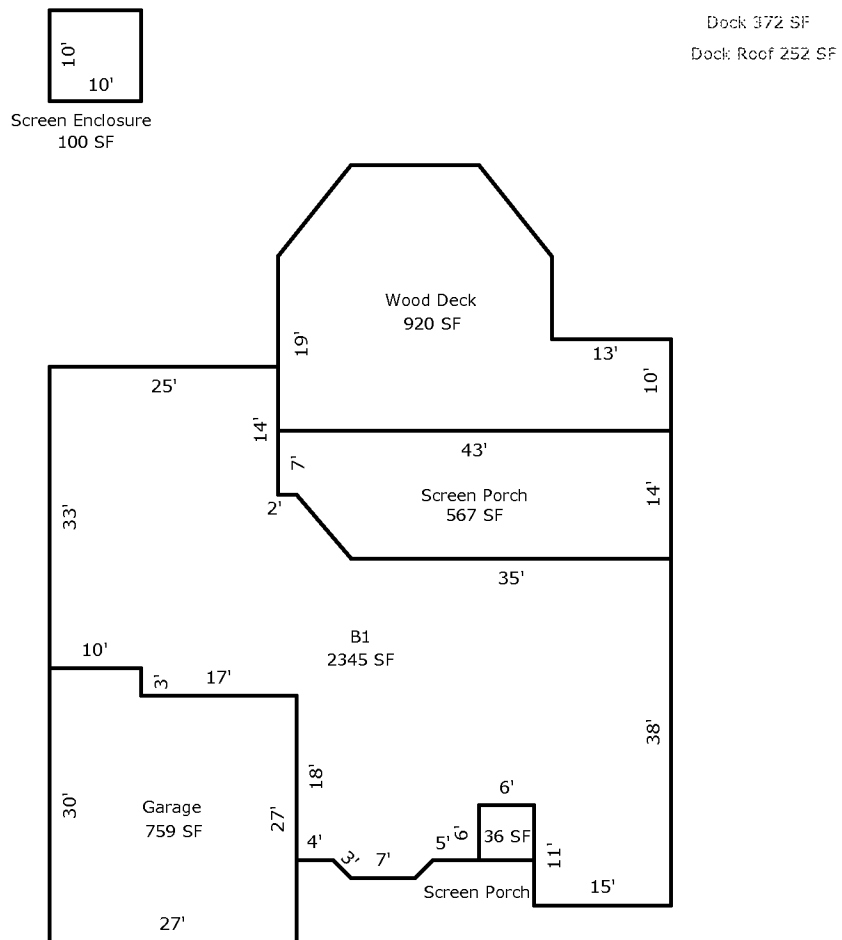 Dock 372 SF
Dock Roof 252 SF
10'
10'
Screen Enclosure
100 SF
Wood Deck
920 SF
19'
13'
10'
25'
14'
43'
7'
Screen Porch
567 SF
14'
2'
33'
35'
B1
2345 SF
10'
3'
17'
38'
18'
30'
Garage
759 SF
27'
6'
6'
36 SF
4'
3'
7'
5'
11'
Screen Porch
15'
27'